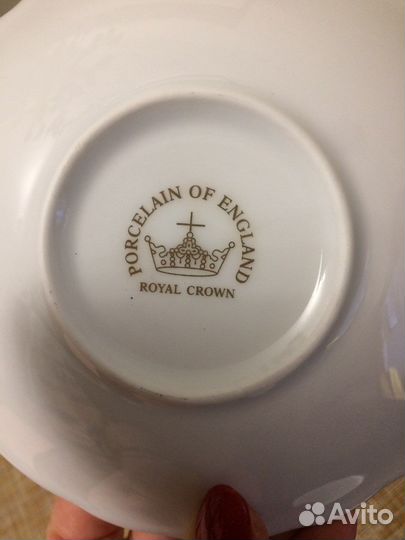 PORCELAIN OF ENGLAND
ROYAL CROWN
Avito